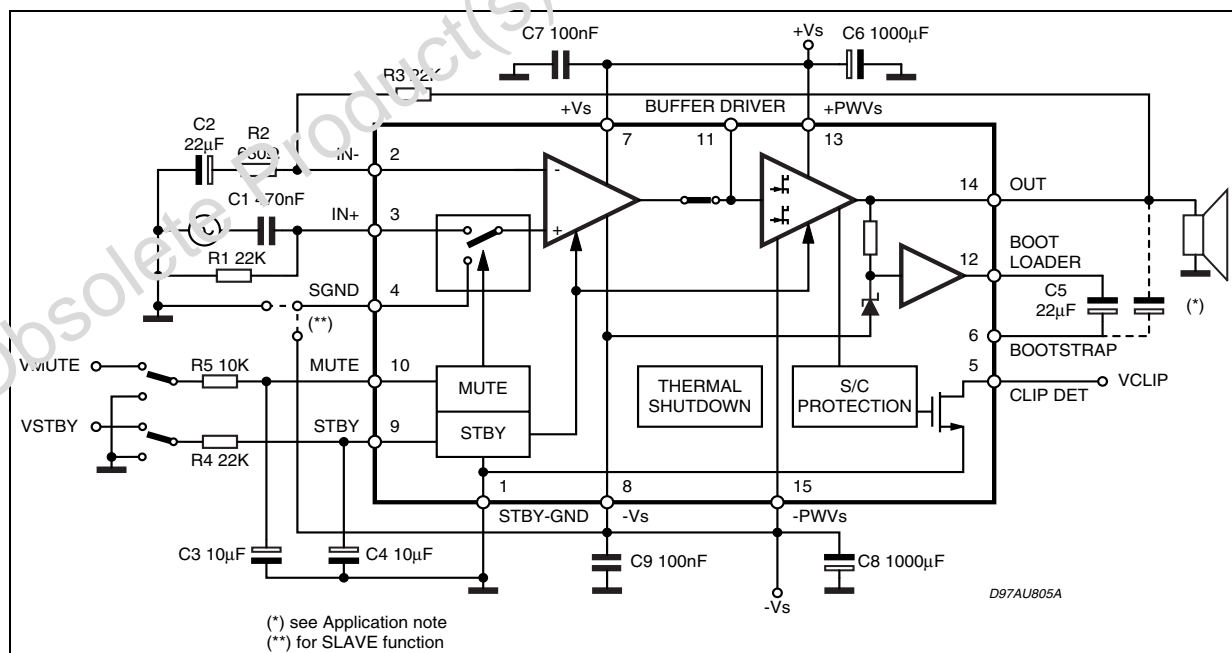 Obsolete Product(s)
C7 100nF
+Vs
C6 1000µF
R3 22K
+Vs
BUFFER DRIVER
+PWVs
C2
22µF
R2
IN-
2
7
11
13
C1 470nF
IN+
3
-
+
14
OUT
R1 22K
SGND
4
(**)
12
BOOT
LOADER
C5
22µF
(*)
6
BOOTSTRAP
VMUTE
R5 10K
MUTE
10
MUTE
THERMAL
SHUTDOWN
S/C
PROTECTION
5
CLIP DET
VCLIP
VSTBY
R4 22K
STBY
9
STBY
1
8
15
STBY-GND
-Vs
-PWVs
C3 10µF
C4 10µF
C9 100nF
C8 1000µF
-Vs
D97AU805A
(*) see Application note
(**) for SLAVE function